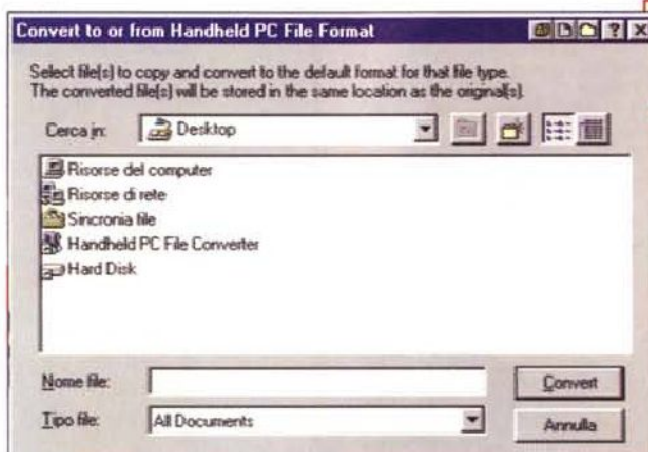 Convert to or from Handheld PC File Format
Select file(s) to copy and convert to the default format for that file type.
The converted file(s) will be stored in the same location as the original(s).
Cerca in: Desktop
Risorse del computer
Risorse di rete
Sincronia file
Handheld PC File Converter
Hard Disk
Nome file: Convert
Tipo file: All Documents Annulla